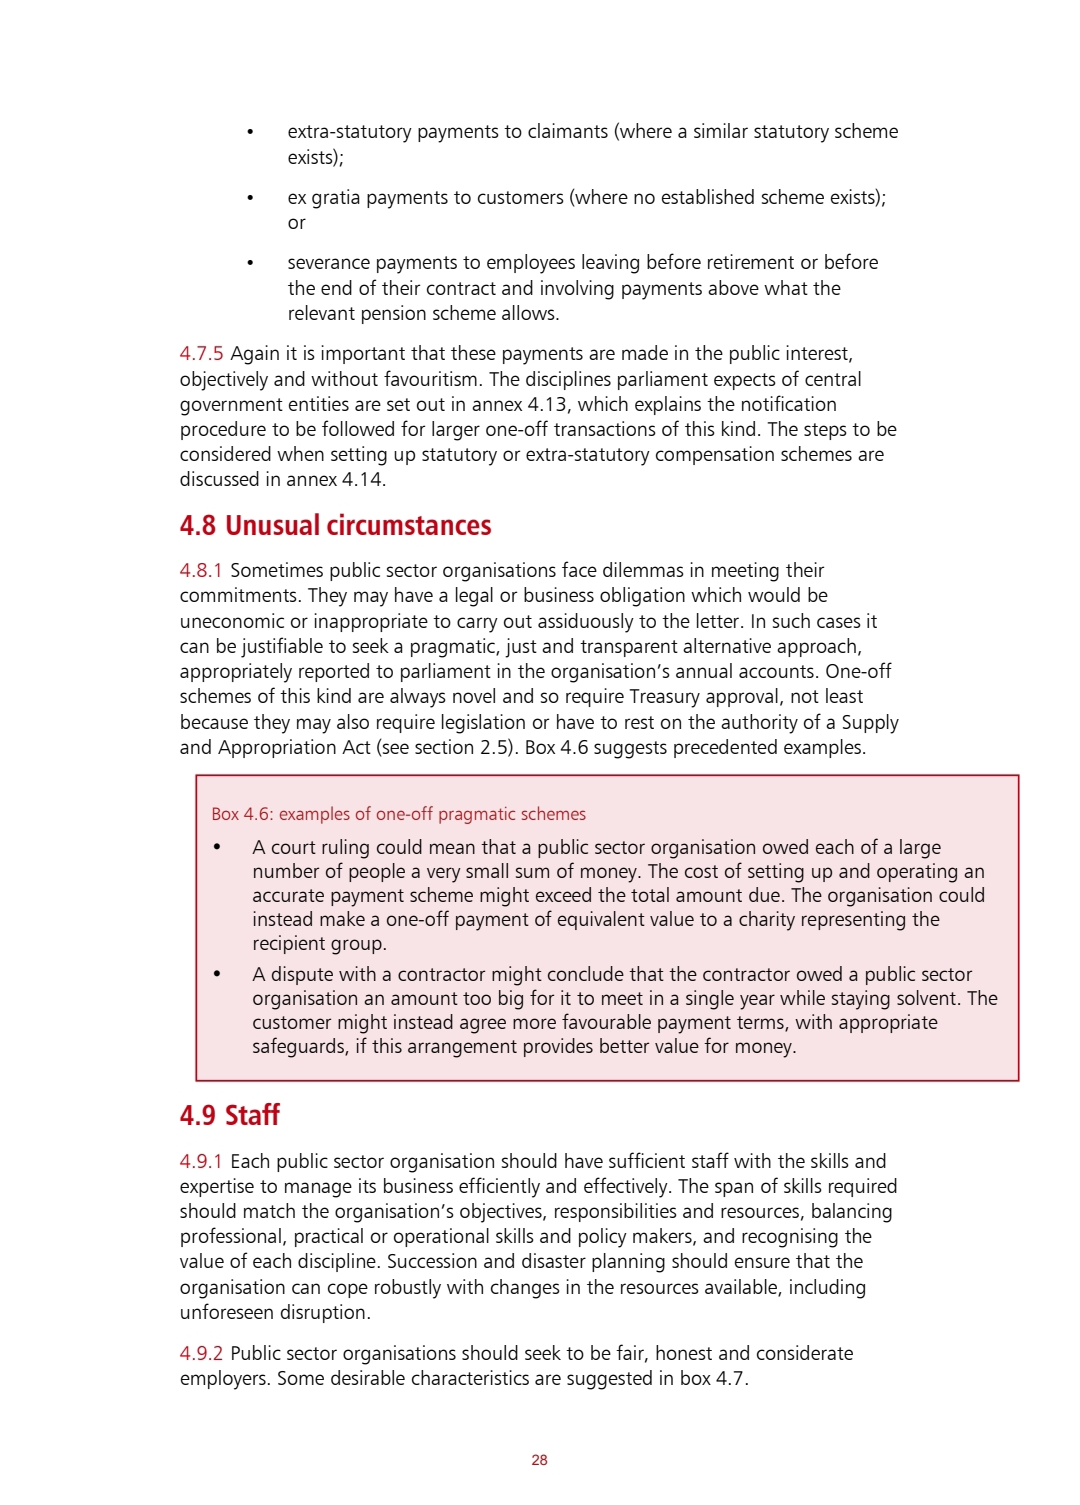 • extra-statutory payments to claimants (where a similar statutory scheme
exists);
• ex gratia payments to customers (where no established scheme exists);
or
• severance payments to employees leaving before retirement or before
the end of their contract and involving payments above what the
relevant pension scheme allows.
4.7.5 Again it is important that these payments are made in the public interest,
objectively and without favouritism. The disciplines parliament expects of central
government entities are set out in annex 4.13, which explains the notification
procedure to be followed for larger one-off transactions of this kind. The steps to be
considered when setting up statutory or extra-statutory compensation schemes are
discussed in annex 4.14.
4.8 Unusual circumstances
4.8.1 Sometimes public sector organisations face dilemmas in meeting their
commitments. They may have a legal or business obligation which would be
uneconomic or inappropriate to carry out assiduously to the letter. In such cases it
can be justifiable to seek a pragmatic, just and transparent alternative approach,
appropriately reported to parliament in the organisation’s annual accounts. One-off
schemes of this kind are always novel and so require Treasury approval, not least
because they may also require legislation or have to rest on the authority of a Supply
and Appropriation Act (see section 2.5). Box 4.6 suggests precedented examples.
Box 4.6: examples of one-off pragmatic schemes
• A court ruling could mean that a public sector organisation owed each of a large
number of people a very small sum of money. The cost of setting up and operating an
accurate payment scheme might exceed the total amount due. The organisation could
instead make a one-off payment of equivalent value to a charity representing the
recipient group.
• A dispute with a contractor might conclude that the contractor owed a public sector
organisation an amount too big for it to meet in a single year while staying solvent. The
customer might instead agree more favourable payment terms, with appropriate
safeguards, if this arrangement provides better value for money.
4.9 Staff
4.9.1 Each public sector organisation should have sufficient staff with the skills and
expertise to manage its business efficiently and effectively. The span of skills required
should match the organisation’s objectives, responsibilities and resources, balancing
professional, practical or operational skills and policy makers, and recognising the
value of each discipline. Succession and disaster planning should ensure that the
organisation can cope robustly with changes in the resources available, including
unforeseen disruption.
4.9.2 Public sector organisations should seek to be fair, honest and considerate
employers. Some desirable characteristics are suggested in box 4.7.
28